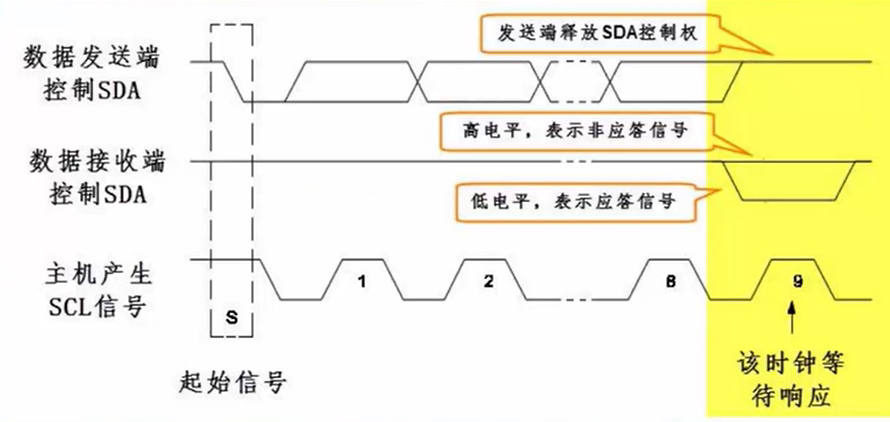 发送端释放SDA控制权
数据发送端
控制SDA
高电平，表示非应答信号
数据接收端
控制SDA
低电平，表示应答信号
主机产生
SCL信号
S
1
2
8
9
起始信号
该时钟等
待响应